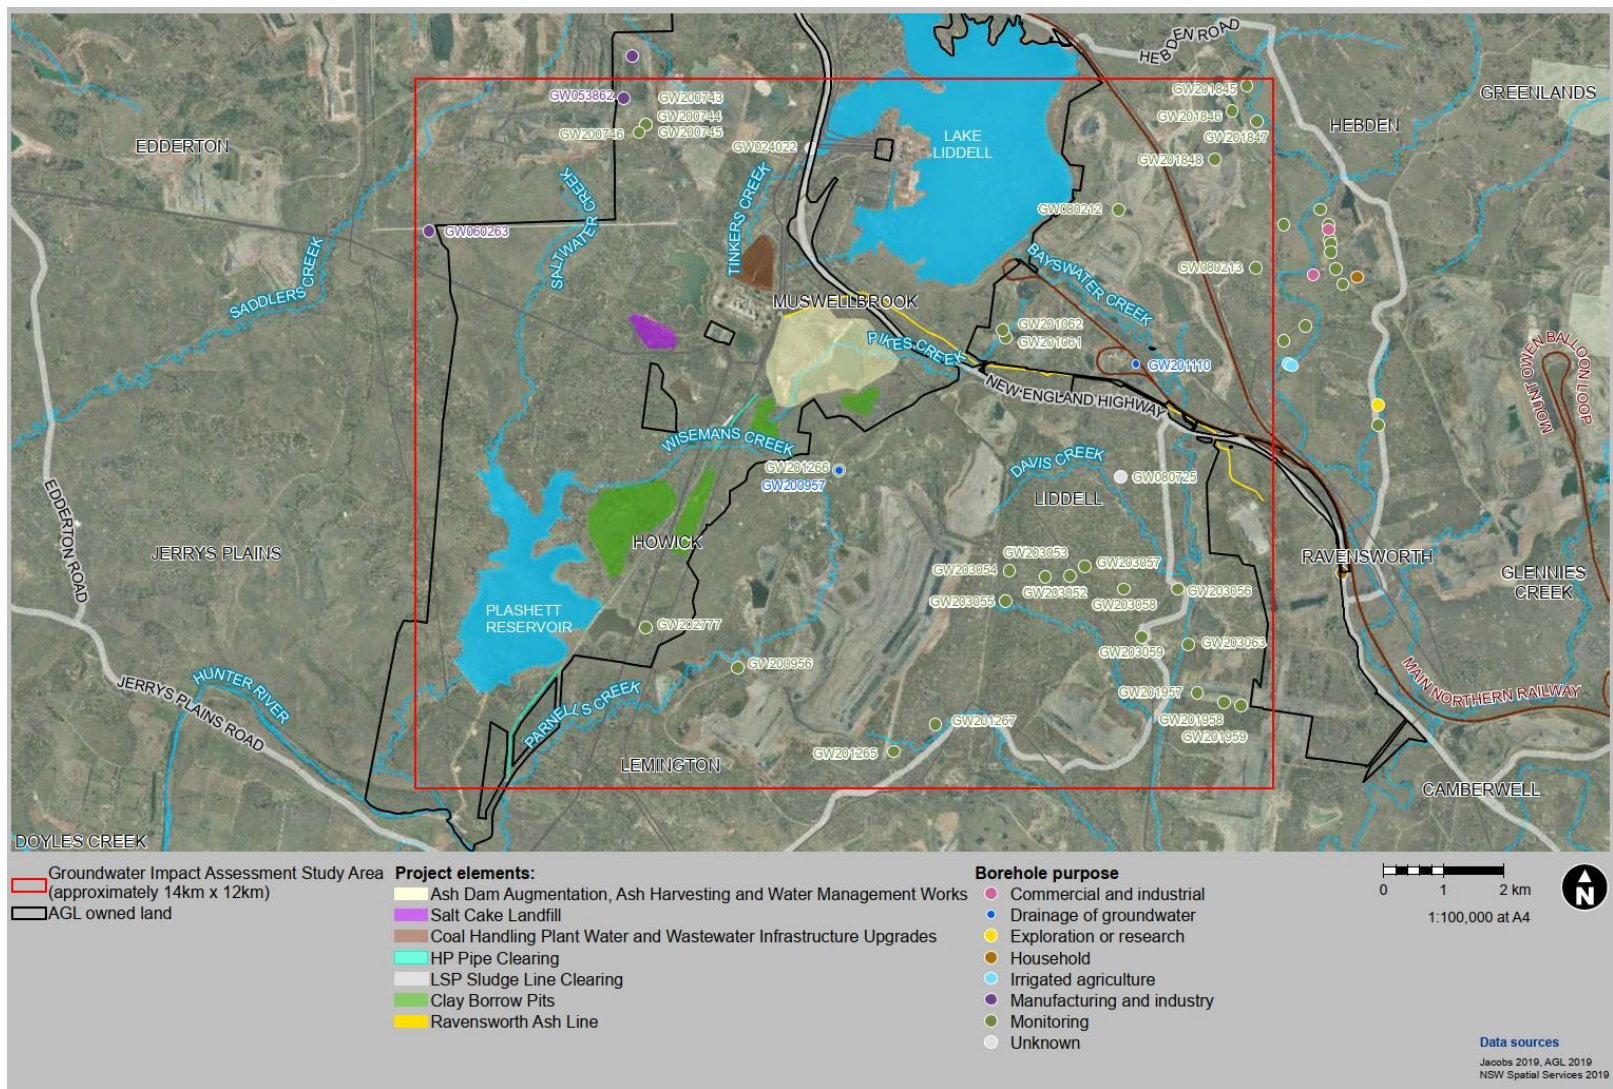 HEBDEN ROAD
GREENLANDS
GW201845
GW053862
GW200743
GW200744
GW201846
HEBDEN
GW200746
GW200745
GW201847
EDDERTON
LAKE
LIDDELL
GW024022
GW201848
SALTWATER CREEK
TINKERS CREEK
GW080212
GW060263
SADDLERS CREEK
BAYSWATER CREEK
GW080213
MUSWELLBROOK
GW201062
PIKES CREEK
GW201061
MOUNT OWEN BALLOON LOOP
GW201110
NEW ENGLAND HIGHWAY
WISEMANS CREEK
DAVIS CREEK
GW201266
GW200957
GW080725
LIDDELL
EDDERTON ROAD
HOWICK
JERRYS PLAINS
GW203053
GW203057
RAVENSWORTH
GW203054
GLENNIES
CREEK
GW203052
GW203056
GW203055
GW203058
PLASHETT
RESERVOIR
GW202777
GW203063
GW203059
GW200956
HUNTER RIVER
JERRYS PLAINS ROAD
PARNELLS CREEK
MAIN NORTHERN RAILWAY
GW201957
GW201267
GW201958
GW201959
GW201265
LEMINGTON
CAMBERWELL
DOYLES CREEK
Groundwater Impact Assessment Study Area
(approximately 14km x 12km)
AGL owned land
Project elements:
Ash Dam Augmentation, Ash Harvesting and Water Management Works
Salt Cake Landfill
Coal Handling Plant Water and Wastewater Infrastructure Upgrades
HP Pipe Clearing
LSP Sludge Line Clearing
Clay Borrow Pits
Ravensworth Ash Line
Borehole purpose
Commercial and industrial
Drainage of groundwater
Exploration or research
Household
Irrigated agriculture
Manufacturing and industry
Monitoring
Unknown
0 1 2 km
1:100,000 at A4
N
Data sources
Jacobs 2019, AGL 2019
NSW Spatial Services 2019